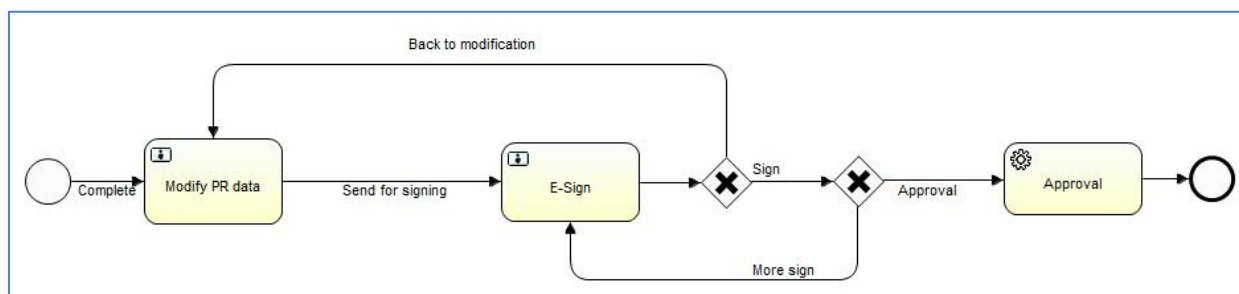 Back to modification
Modify PR data
E-Sign
Sign
Approval
Complete
Send for signing
Approval
More sign